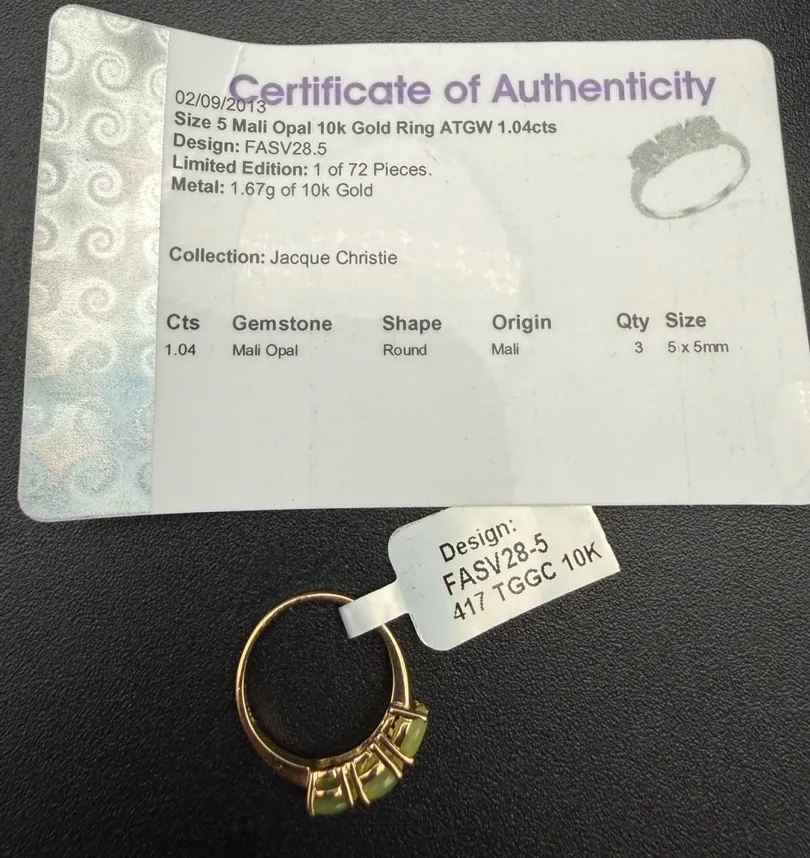 Certificate of Authenticity
02/09/2013
Size 5 Mali Opal 10k Gold Ring ATGW 1.04cts
Design: FASV28.5
Limited Edition: 1 of 72 Pieces.
Metal: 1.67g of 10k Gold
Collection: Jacque Christie
Cts Gemstone Shape Origin Qty Size
1.04 Mali Opal Round Mali 3 5 x 5mm
Design:
FASV28-5
417 TGGC 10K